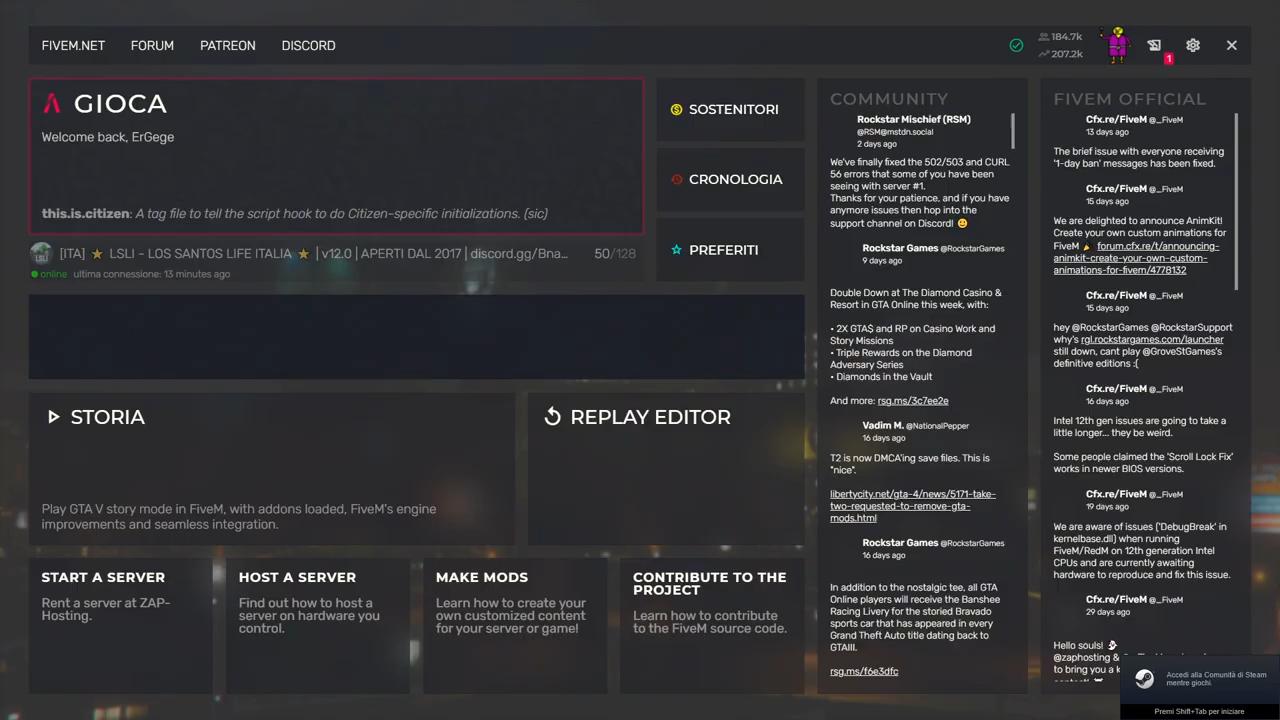 FIVEM.NET FORUM PATREON DISCORD
184.7k
207.2k
1
GIOCA
Welcome back, ErGege
this.is.citizen: A tag file to tell the script hook to do Citizen-specific initializations. (sic)
[ITA] ★ LSLI - LOS SANTOS LIFE ITALIA ★ | v12.0 | APERTI DAL 2017 | discord.gg/Bna... 50/128
online ultima connessione: 13 minutes ago
SOSTENITORI
CRONOLOGIA
PREFERITI
STORIA
Play GTA V story mode in FiveM, with addons loaded, FiveM's engine
improvements and seamless integration.
REPLAY EDITOR
START A SERVER
Rent a server at ZAP-
Hosting.
HOST A SERVER
Find out how to host a
server on hardware you
control.
MAKE MODS
Learn how to create your
own customized content
for your server or game!
CONTRIBUTE TO THE
PROJECT
Learn how to contribute
to the FiveM source code.
COMMUNITY
Rockstar Mischief (RSM)
@RSM@mstdn.social
2 days ago
We've finally fixed the 502/503 and CURL
56 errors that some of you have been
seeing with server #1.
Thanks for your patience, and if you have
anymore issues then hop into the
support channel on Discord! 😀
Rockstar Games @RockstarGames
9 days ago
Double Down at The Diamond Casino &
Resort in GTA Online this week, with:
• 2X GTA$ and RP on Casino Work and
Story Missions
• Triple Rewards on the Diamond
Adversary Series
• Diamonds in the Vault
And more: rsg.ms/3c7ee2e
Vadim M. @NationalPepper
16 days ago
T2 is now DMCA'ing save files. This is
"nice".
libertycity.net/gta-4/news/5171-take-
two-requested-to-remove-gta-
mods.html
Rockstar Games @RockstarGames
16 days ago
In addition to the nostalgic tee, all GTA
Online players will receive the Banshee
Racing Livery for the storied Bravado
sports car that has appeared in every
Grand Theft Auto title dating back to
GTAIII.
rsg.ms/f6e3dfc
FIVEM OFFICIAL
Cfx.re/FiveM @_FiveM
13 days ago
The brief issue with everyone receiving
'1-day ban' messages has been fixed.
Cfx.re/FiveM @_FiveM
15 days ago
We are delighted to announce AnimKit!
Create your own custom animations for
FiveM 🎉 forum.cfx.re/t/announcing-
animkit-create-your-own-custom-
animations-for-fivem/4778132
Cfx.re/FiveM @_FiveM
15 days ago
hey @RockstarGames @RockstarSupport
why's rgl.rockstargames.com/launcher
still down, cant play @GroveStGames's
definitive editions :(
Cfx.re/FiveM @_FiveM
16 days ago
Intel 12th gen issues are going to take a
little longer... they be weird.
Some people claimed the 'Scroll Lock Fix'
works in newer BIOS versions.
Cfx.re/FiveM @_FiveM
19 days ago
We are aware of issues ('DebugBreak' in
kernelbase.dll) when running
FiveM/RedM on 12th generation Intel
CPUs and are currently awaiting
hardware to reproduce and fix this issue.
Cfx.re/FiveM @_FiveM
29 days ago
Hello souls! 👻
@zaphosting &
to bring you a k
Accedi alla Comunità di Steam
mentre giochi.
Premi Shift+Tab per iniziare